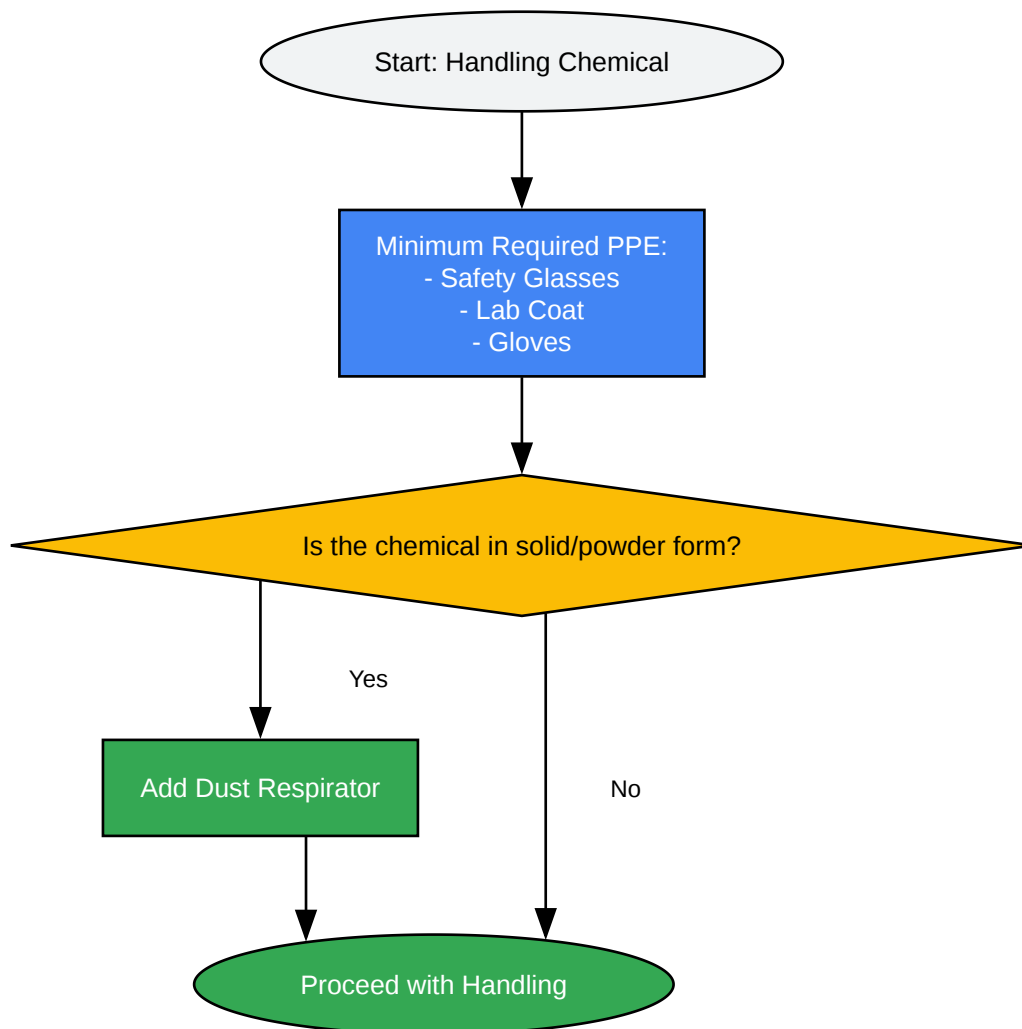 Start: Handling Chemical
Minimum Required PPE:
- Safety Glasses
- Lab Coat
- Gloves
Is the chemical in solid/powder form?
Yes
Add Dust Respirator
No
Proceed with Handling